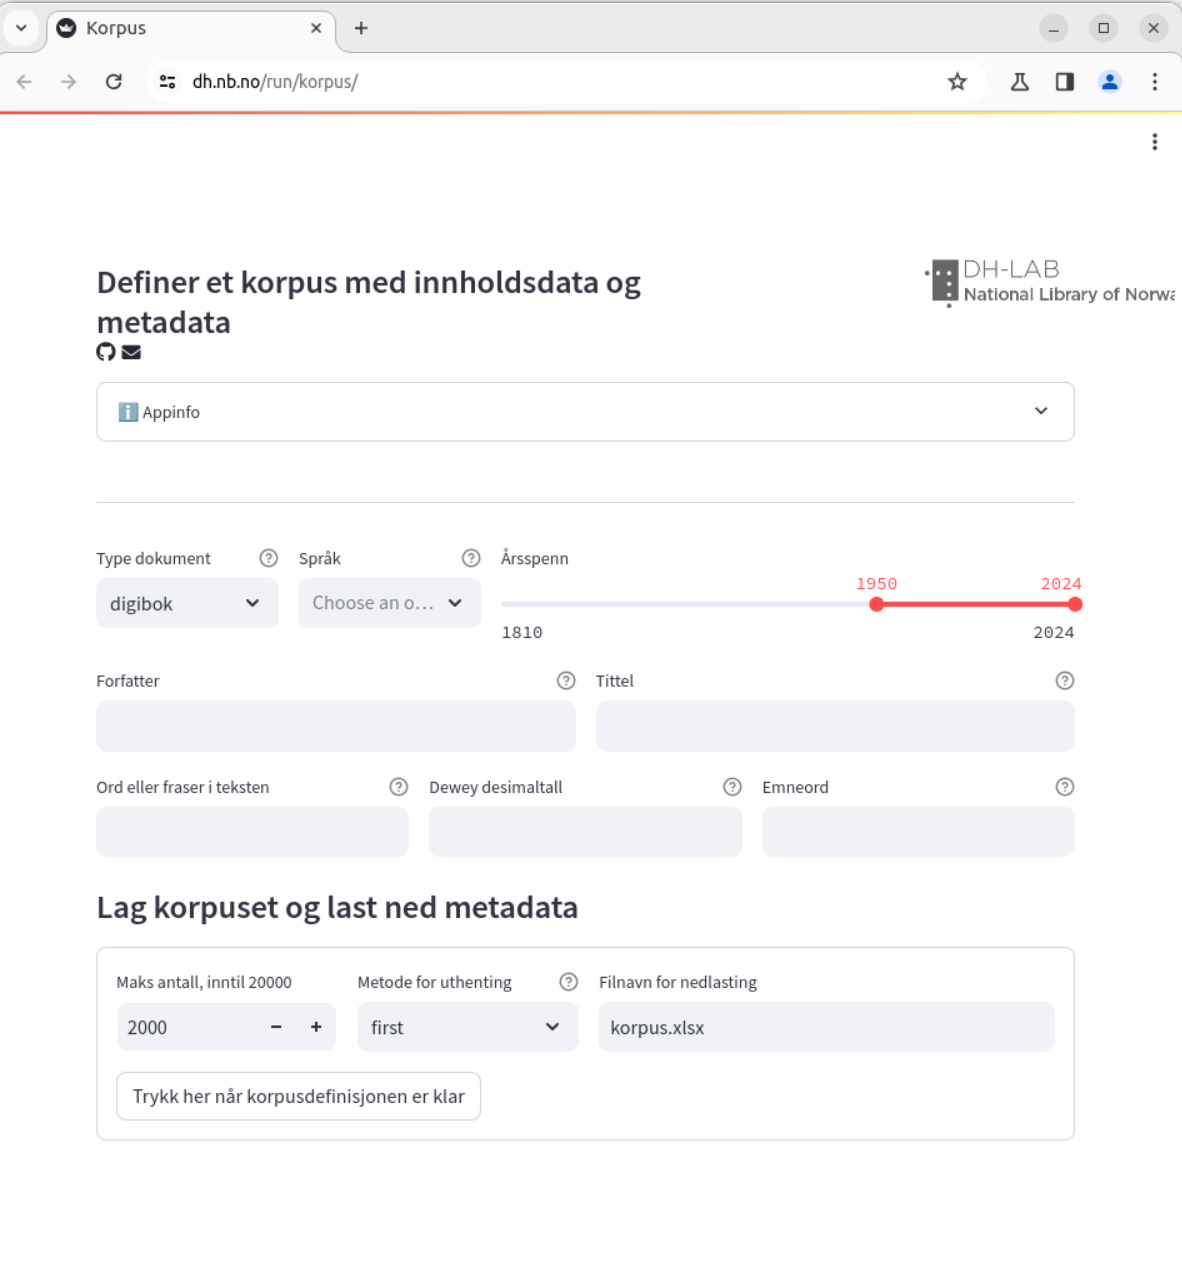 Korpus
dh.nb.no/run/korpus/
DH-LAB
National Library of Norwa
Definer et korpus med innholdsdata og
metadata
Appinfo
Type dokument
Språk
Årsspenn
digibok
Choose an o...
1950
2024
1810
2024
Forfatter
Tittel
Ord eller fraser i teksten
Dewey desimaltall
Emneord
Lag korpuset og last ned metadata
Maks antall, inntil 20000
Metode for uthenting
Filnavn for nedlasting
2000
first
korpus.xlsx
Trykk her når korpusdefinisjonen er klar